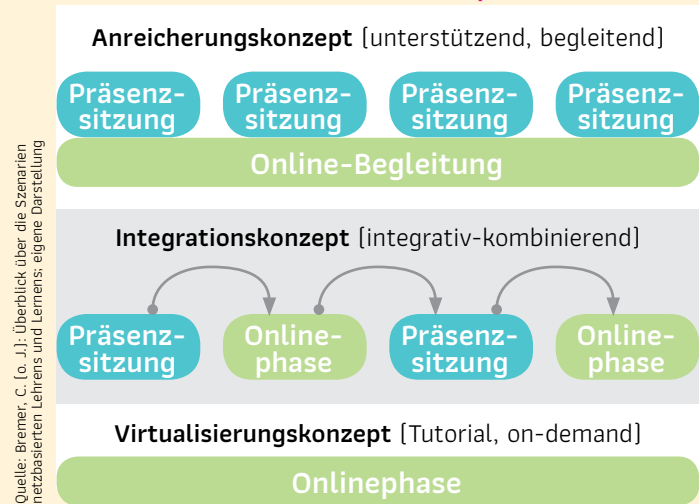 Anreicherungskonzept [unterstützend, begleitend]
Präsenz-
sitzung
Präsenz-
sitzung
Präsenz-
sitzung
Präsenz-
sitzung
Online-Begleitung
Integrationskonzept [integrativ-kombinierend]
Präsenz-
sitzung
Online-
phase
Präsenz-
sitzung
Online-
phase
Virtualisierungskonzept [Tutorial, on-demand]
Onlinephase
Quelle: Bremer, C. [o. J.]: Überblick über die Szenarien
netzbasierten Lehrens und Lernens; eigene Darstellung